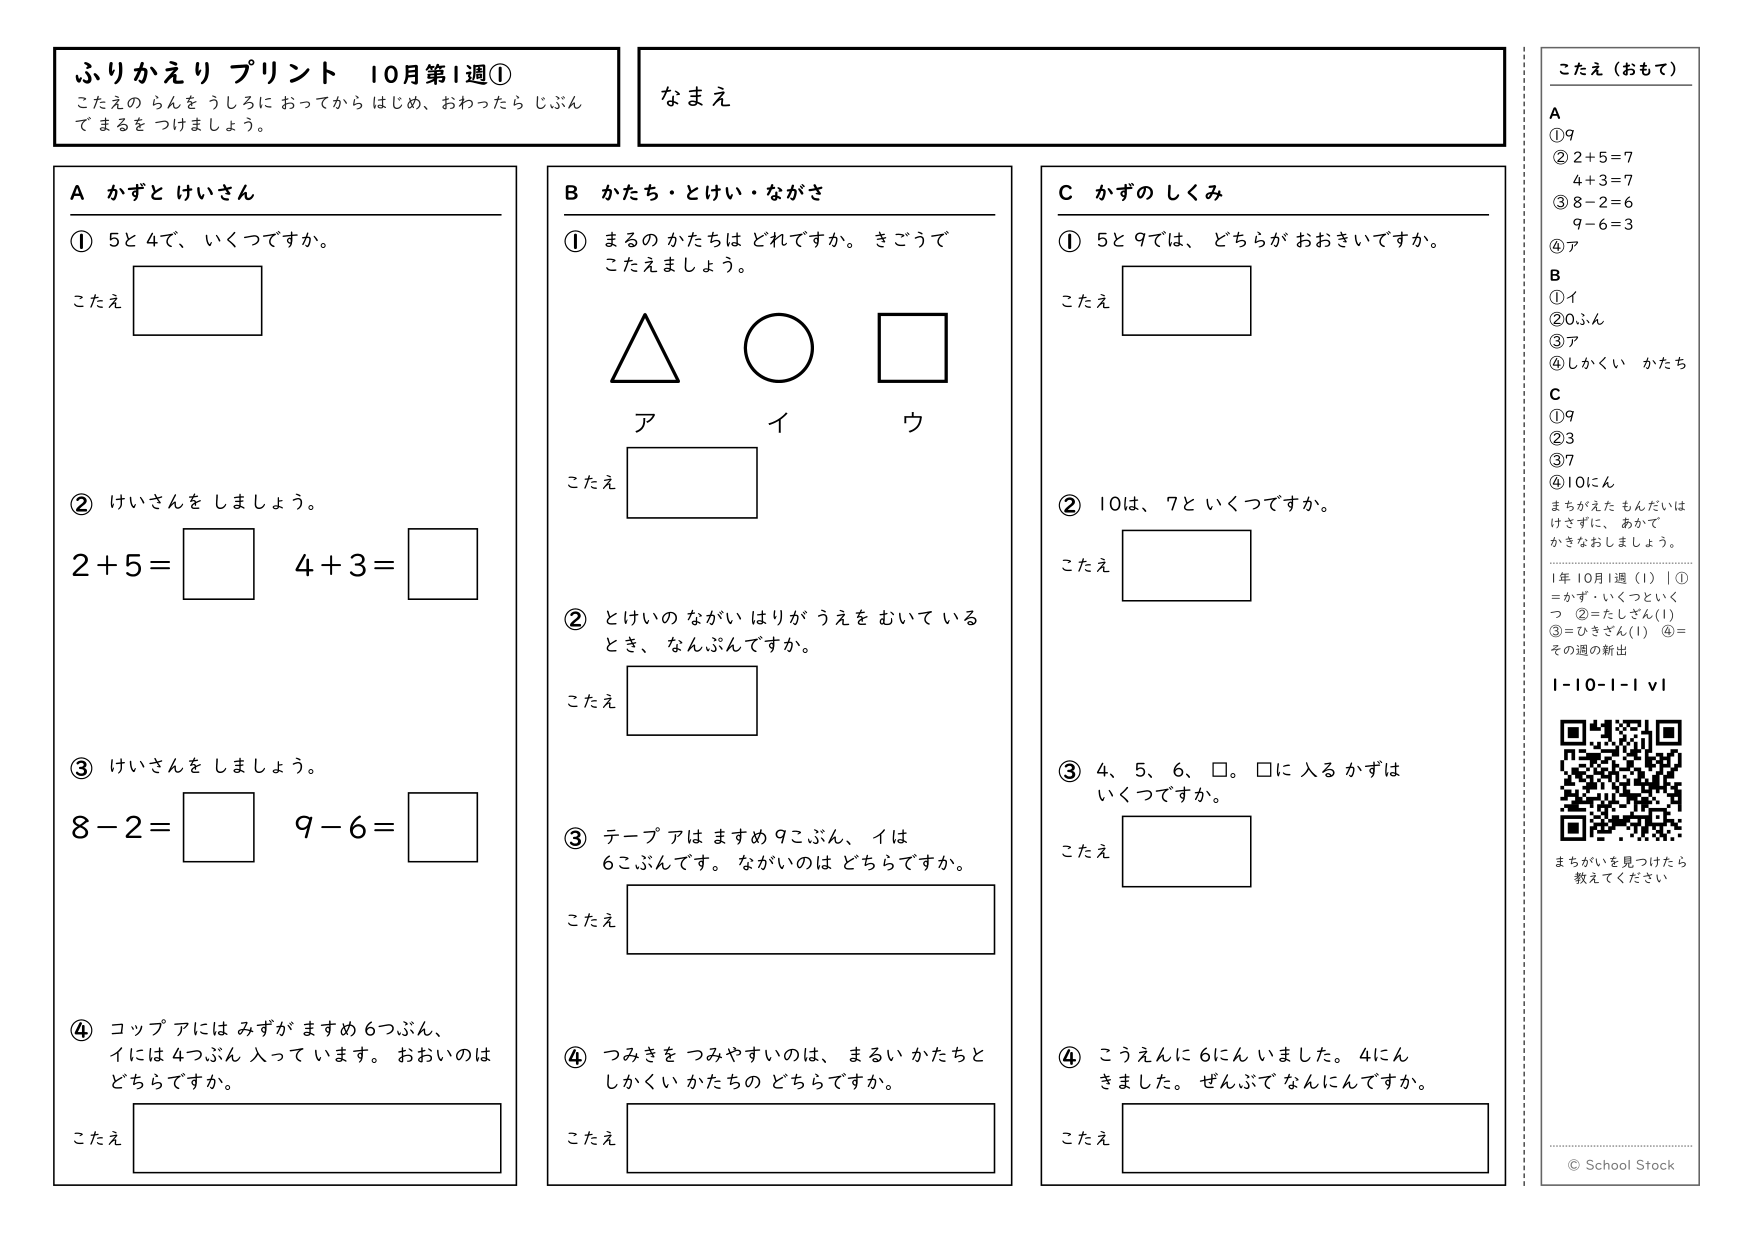 ふりかえり プリント　10月第1週①
こたえの らんを うしろに おってから はじめ、おわったら じぶん
で まるを つけましょう。
なまえ
A　かずと けいさん
① 5と 4で、 いくつですか。
こたえ
② けいさんを しましょう。
2＋5＝　4＋3＝
③ けいさんを しましょう。
8－2＝　9－6＝
④ コップ アには みずが ますめ 6つぶん、
イには 4つぶん 入って います。 おおいのは
どちらですか。
こたえ
B　かたち・とけい・ながさ
① まるの かたちは どれですか。 きごうで
こたえましょう。
ア　イ　ウ
こたえ
② とけいの ながい はりが うえを むいて いる
とき、 なんぷんですか。
こたえ
③ テープ アは ますめ 9こぶん、 イは
6こぶんです。 ながいのは どちらですか。
こたえ
④ つみきを つみやすいのは、 まるい かたちと
しかくい かたちの どちらですか。
こたえ
C　かずの しくみ
① 5と 9では、 どちらが おおきいですか。
こたえ
② 10は、 7と いくつですか。
こたえ
③ 4、 5、 6、 □。 □に 入る かずは
いくつですか。
こたえ
④ こうえんに 6にん いました。 4にん
きました。 ぜんぶで なんにんですか。
こたえ
こたえ（おもて）
A
①9
②2＋5＝7
4＋3＝7
③8－2＝6
9－6＝3
④ア
B
①イ
②0ふん
③ア
④しかくい　かたち
C
①9
②3
③7
④10にん
まちがえた もんだいは
けさずに、 あかで
かきなおしましょう。
1年 10月1週（1）｜①
＝かず・いくつといく
つ　②＝たしざん(1)
③＝ひきざん(1)　④＝
その週の新出
1-10-1-1 v1
まちがいを見つけたら
教えてください
© School Stock